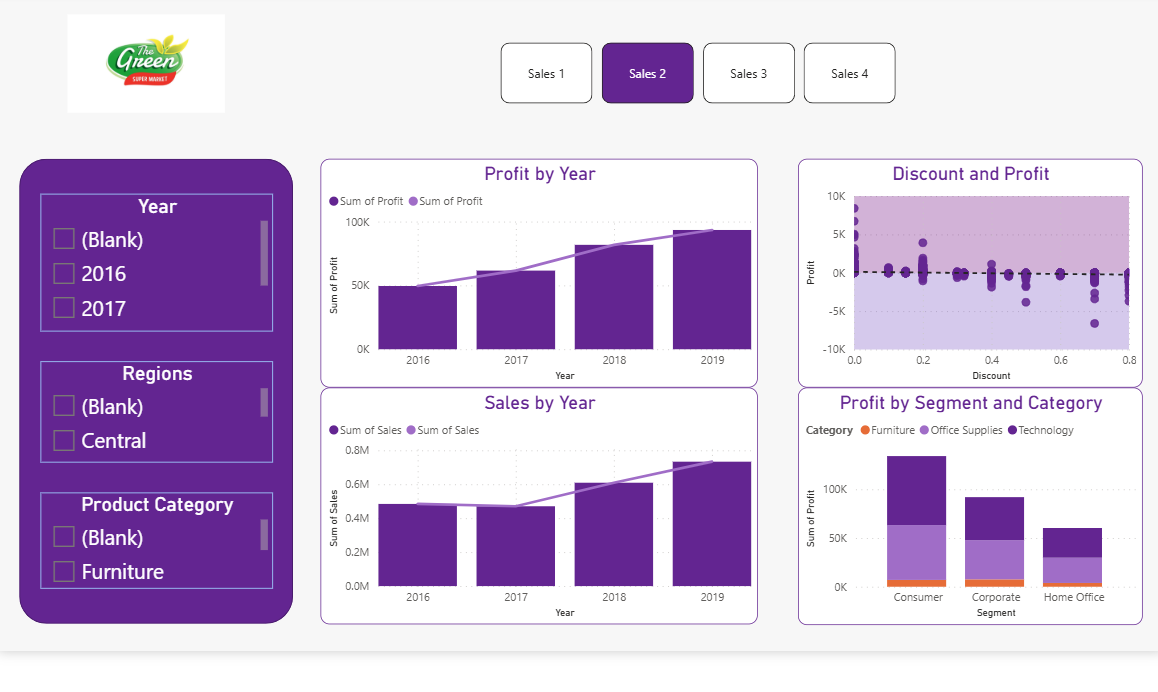 The
Green
SUPER MARKET
Sales 1
Sales 2
Sales 3
Sales 4
Year
(Blank)
2016
2017
Regions
(Blank)
Central
Product Category
(Blank)
Furniture
Profit by Year
Sum of Profit Sum of Profit
100K
50K
0K
Sum of Profit
2016 2017 2018 2019
Year
Discount and Profit
10K
5K
0K
-5K
-10K
Profit
0.0 0.2 0.4 0.6 0.8
Discount
Sales by Year
Sum of Sales Sum of Sales
0.8M
0.6M
0.4M
0.2M
0.0M
Sum of Sales
2016 2017 2018 2019
Year
Profit by Segment and Category
Category Furniture Office Supplies Technology
100K
50K
0K
Sum of Profit
Consumer Corporate Home Office
Segment